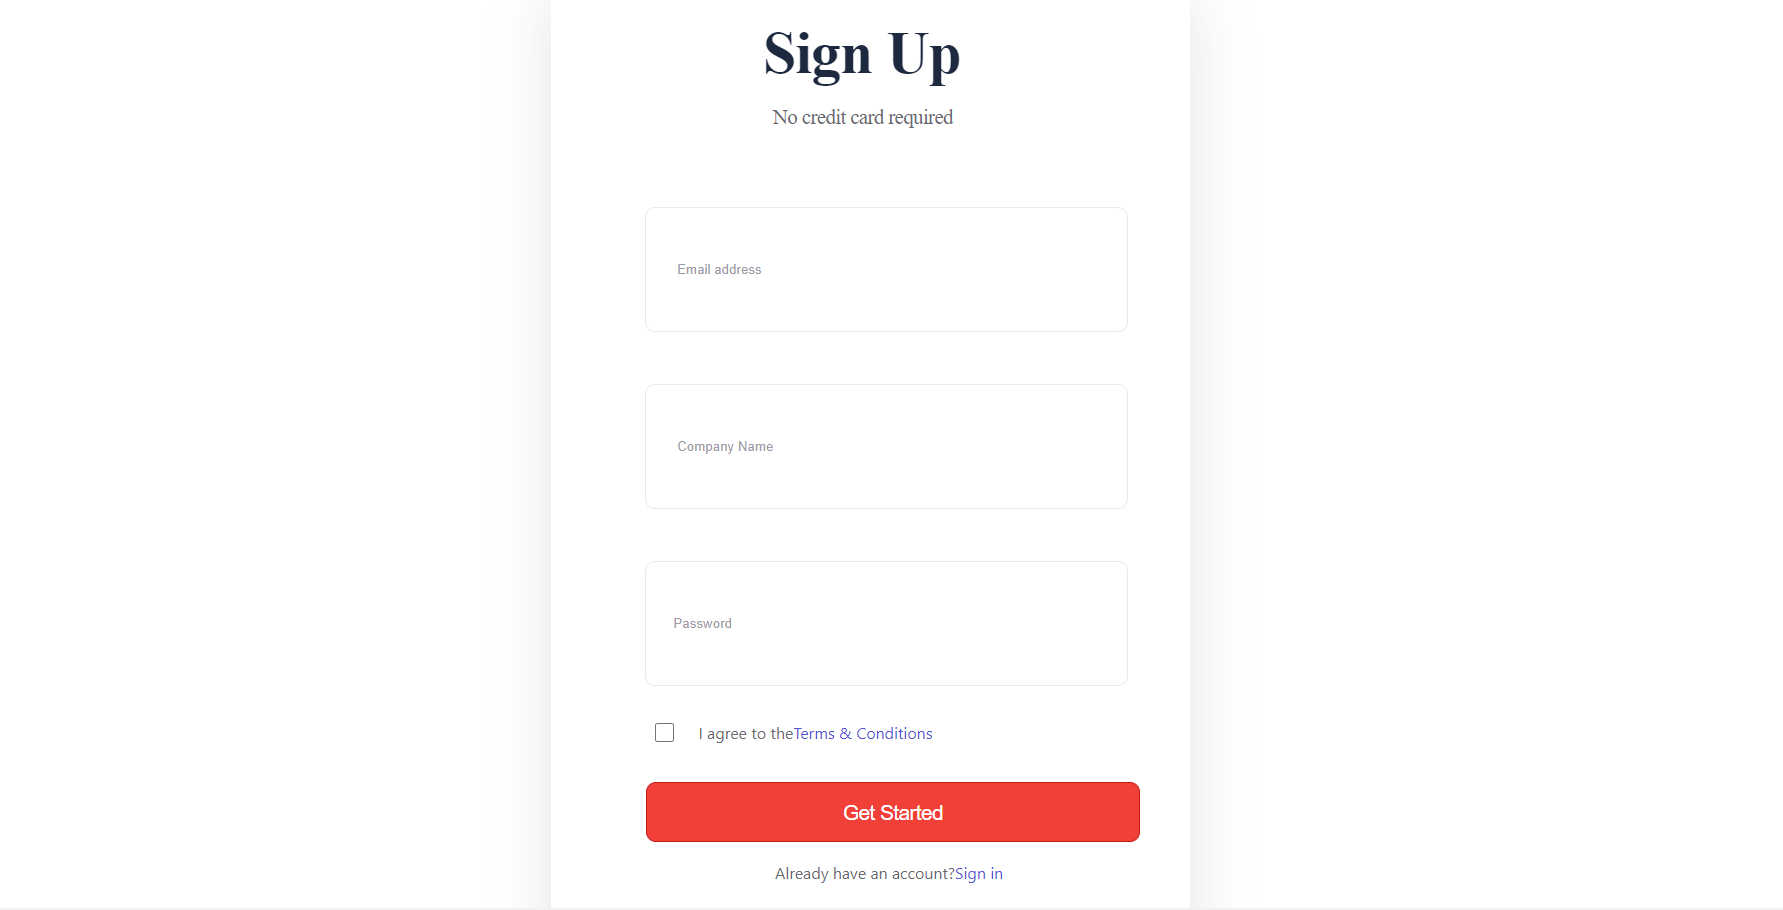 Sign Up
No credit card required
Email address
Company Name
Password
I agree to theTerms & Conditions
Get Started
Already have an account?Sign in